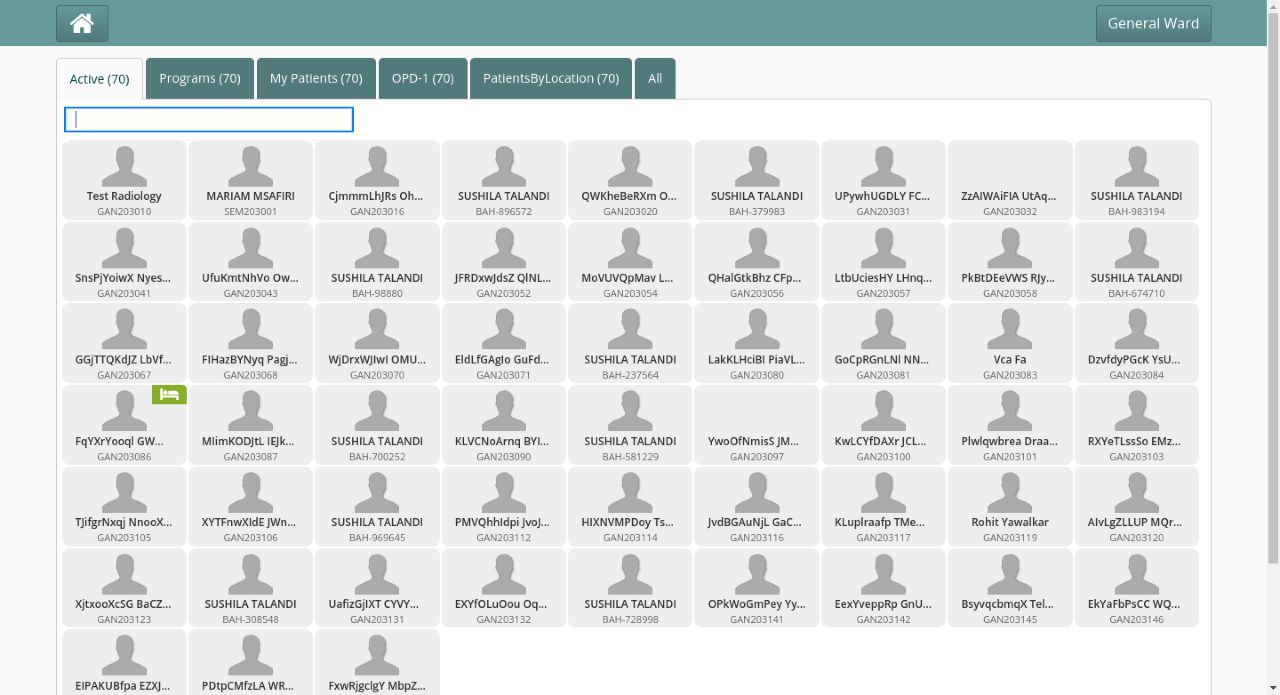 General Ward
Active (70)
Programs (70)
My Patients (70)
OPD-1 (70)
PatientsByLocation (70)
All
Test Radiology
GAN203010
MARIAM MSAFIRI
SEM203001
CjmmmLhJRs Oh...
GAN203016
SUSHILA TALANDI
BAH-896572
QWKheBeRXm O...
GAN203020
SUSHILA TALANDI
BAH-379983
UPywhUGDLY FC...
GAN203031
ZzAIWAiFIA UtAq...
GAN203032
SUSHILA TALANDI
BAH-983194
SnsPjYoiwX Nyes...
GAN203041
UfuKmtNhVo Ow...
GAN203043
SUSHILA TALANDI
BAH-98880
JFRDxwJdsZ QlNL...
GAN203052
MoVUVQpMav L...
GAN203054
QHalGtkBhz CFp...
GAN203056
LtbUciesHY LHnq...
GAN203057
PkBtDEeVWS RJy...
GAN203058
SUSHILA TALANDI
BAH-674710
GGjTTQKdJZ LbVf...
GAN203067
FIHazBYNyq Pagj...
GAN203068
WjDrxWJIwI OMU...
GAN203070
EldLfGAgIo GuFd...
GAN203071
SUSHILA TALANDI
BAH-237564
LakKLHciBI PiaVL...
GAN203080
GoCpRGnLNl NN...
GAN203081
Vca Fa
GAN203083
DzvfdyPGcK YsU...
GAN203084
FqYXrYooql GW...
GAN203086
MIimKODJtL IEJk...
GAN203087
SUSHILA TALANDI
BAH-700252
KLVCNoArnq BYI...
GAN203090
SUSHILA TALANDI
BAH-581229
YwoOfNmisS JM...
GAN203097
KwLCYfDAXr JCL...
GAN203100
Plwlqwbrea Draa...
GAN203101
RXYeTLssSo EMz...
GAN203103
TJifgrNxqj NnooX...
GAN203105
XYTFnwXIdE JWn...
GAN203106
SUSHILA TALANDI
BAH-969645
PMVQhhIdpi JvoJ...
GAN203112
HIXNVMPDoy Ts...
GAN203114
JvdBGAuNjL GaC...
GAN203116
KLuplraafp TMe...
GAN203117
Rohit Yawalkar
GAN203119
AIvLgZLLUP MQr...
GAN203120
XjtxooXcSG BaCZ...
GAN203123
SUSHILA TALANDI
BAH-308548
UafizGjIXT CYVY...
GAN203131
EXYfOLuOou Oq...
GAN203132
SUSHILA TALANDI
BAH-728998
OPkWoGmPey Yy...
GAN203141
EexYveppRp GnU...
GAN203142
BsyvqcbmqX Tel...
GAN203145
EkYaFbPsCC WQ...
GAN203146
EIPAKUBfpa EZXJ...
PDtpCMfzLA WR...
FxwRjgclgY MbpZ...